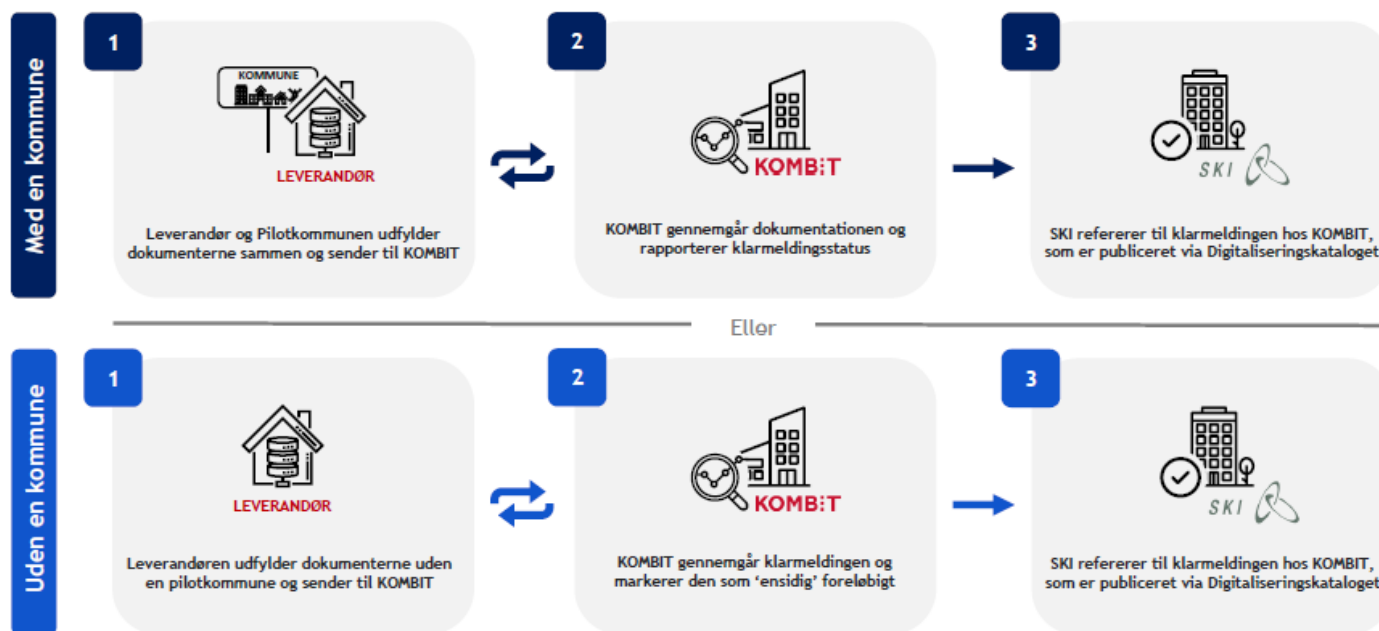 Med en kommune
1
KOMMUNE
LEVERANDØR
Leverandør og Pilotkommunen udfylder
dokumenterne sammen og sender til KOMBIT
2
KOMBIT
KOMBIT gennemgår dokumentationen og
rapporterer klarmeldingsstatus
3
SKI
SKI refererer til klarmeldingen hos KOMBIT,
som er publiceret via Digitaliseringskataloget
Eller
Uden en kommune
1
LEVERANDØR
Leverandøren udfylder dokumenterne uden
en pilotkommune og sender til KOMBIT
2
KOMBIT
KOMBIT gennemgår klarmeldingen og
markerer den som ‘ensidig’ foreløbigt
3
SKI
SKI refererer til klarmeldingen hos KOMBIT,
som er publiceret via Digitaliseringskataloget